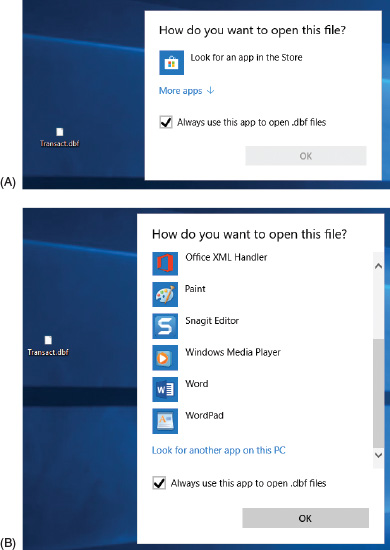 How do you want to open this file?
Look for an app in the Store
More apps ↓
Always use this app to open .dbf files
OK
Transact.dbf
(A)
How do you want to open this file?
Office XML Handler
Paint
Snagit Editor
Windows Media Player
Word
WordPad
Look for another app on this PC
Always use this app to open .dbf files
OK
Transact.dbf
(B)